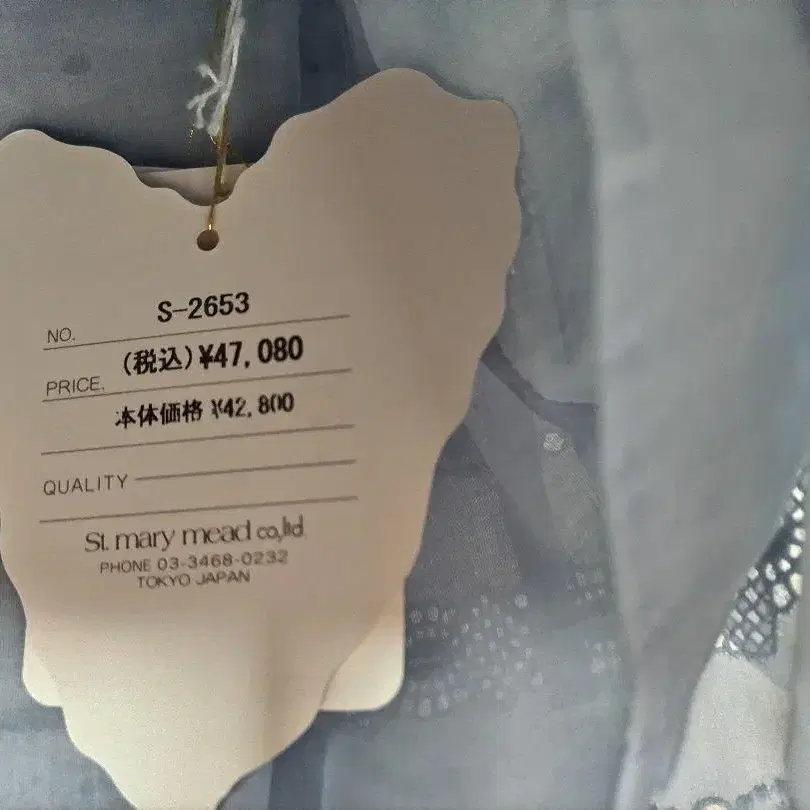 NO. S-2653
PRICE. (税込)¥47,080
本体価格 ¥42,800
QUALITY
St. mary mead co,ltd.
PHONE 03-3468-0232
TOKYO JAPAN